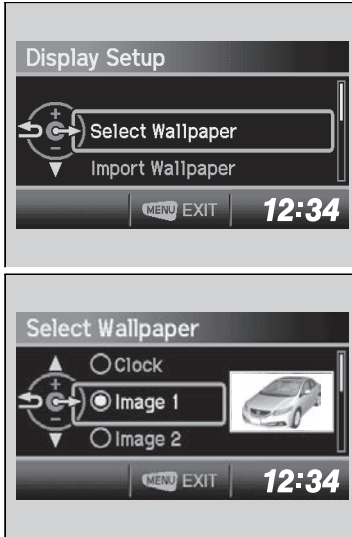 Display Setup
+
Select Wallpaper
−
Import Wallpaper
MENU EXIT
12:34
Select Wallpaper
Clock
+
Image 1
−
Image 2
MENU EXIT
12:34